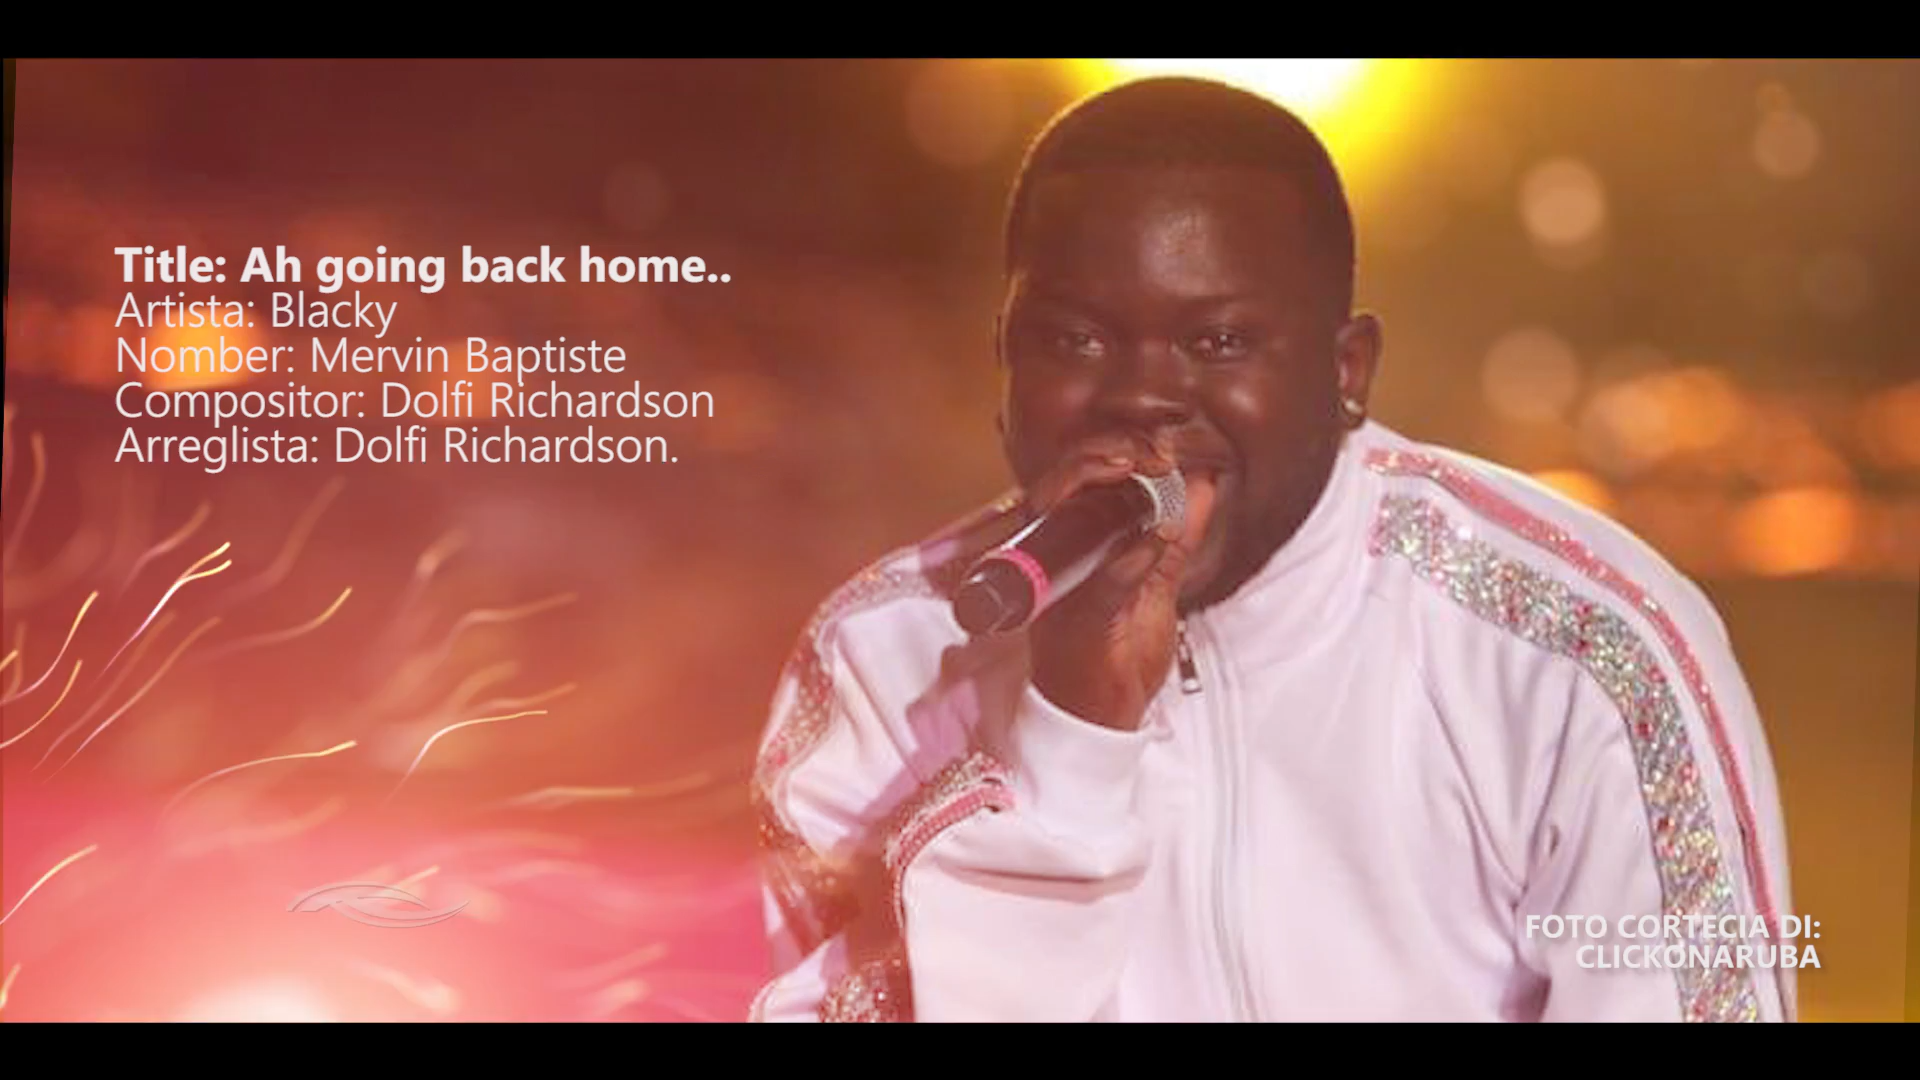 Title: Ah going back home..
Artista: Blacky
Nomber: Mervin Baptiste
Compositor: Dolfi Richardson
Arreglista: Dolfi Richardson.
FOTO CORTECIA DI:
CLICKONARUBA